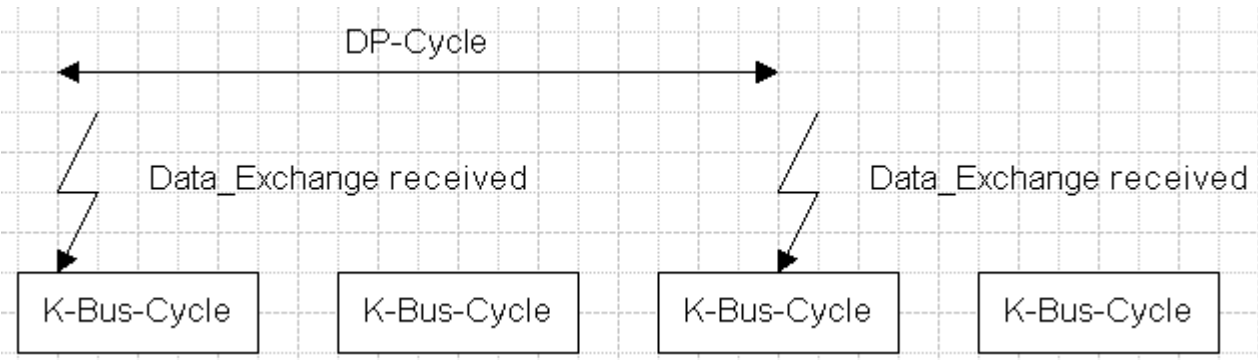 DP-Cycle
Data_Exchange received
Data_Exchange received
K-Bus-Cycle
K-Bus-Cycle
K-Bus-Cycle
K-Bus-Cycle